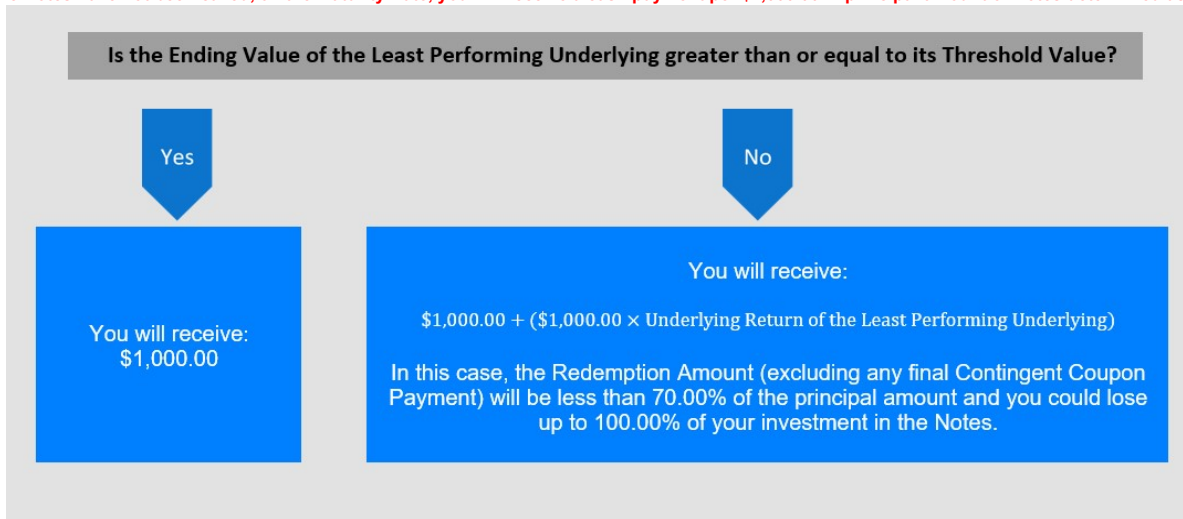 Is the Ending Value of the Least Performing Underlying greater than or equal to its Threshold Value?
Yes
No
You will receive:
$1,000.00
You will receive:
$1,000.00 + ($1,000.00 × Underlying Return of the Least Performing Underlying)
In this case, the Redemption Amount (excluding any final Contingent Coupon
Payment) will be less than 70.00% of the principal amount and you could lose
up to 100.00% of your investment in the Notes.